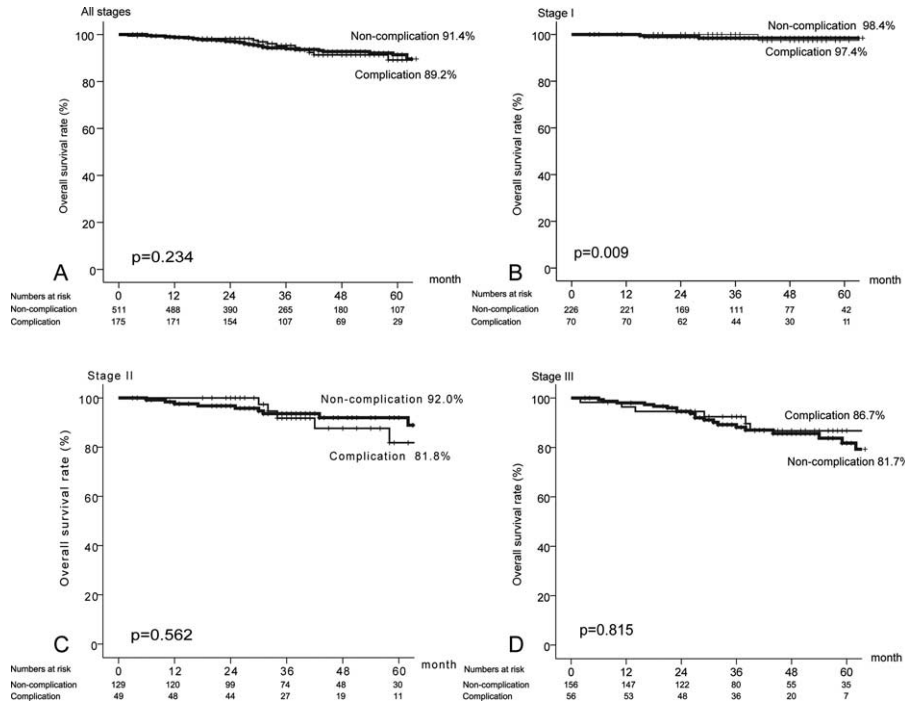 All stages
100
80
60
40
20
0
Overall survival rate (%)
Non-complication 91.4%
Complication 89.2%
p=0.234
A
month
0 12 24 36 48 60
Numbers at risk
Non-complication 511 488 390 265 180 107
Complication 175 171 154 107 69 29
Stage I
100
80
60
40
20
0
Overall survival rate (%)
Non-complication 98.4%
Complication 97.4%
p=0.009
B
month
0 12 24 36 48 60
Numbers at risk
Non-complication 226 221 169 111 77 42
Complication 70 70 62 44 30 11
Stage II
100
80
60
40
20
0
Overall survival rate (%)
Non-complication 92.0%
Complication 81.8%
p=0.562
C
month
0 12 24 36 48 60
Numbers at risk
Non-complication 129 120 99 74 48 30
Complication 49 48 44 27 19 11
Stage III
100
80
60
40
20
0
Overall survival rate (%)
Complication 86.7%
Non-complication 81.7%
p=0.815
D
month
0 12 24 36 48 60
Numbers at risk
Non-complication 156 147 122 80 55 35
Complication 56 53 48 36 20 7